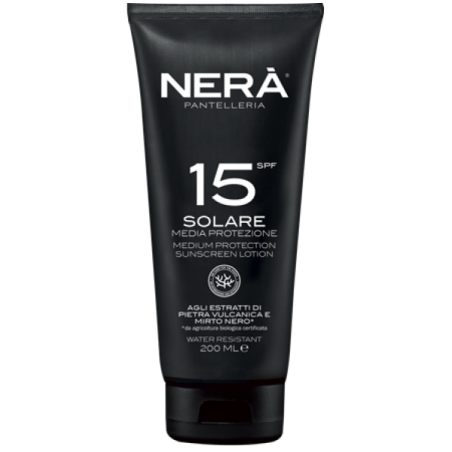 NERÀ®
PANTELLERIA
15 SPF
SOLARE
MEDIA PROTEZIONE
MEDIUM PROTECTION
SUNSCREEN LOTION
AGLI ESTRATTI DI
PIETRA VULCANICA E
MIRTO NERO*
*da agricoltura biologica certificata
WATER RESISTANT
200 ML ℮